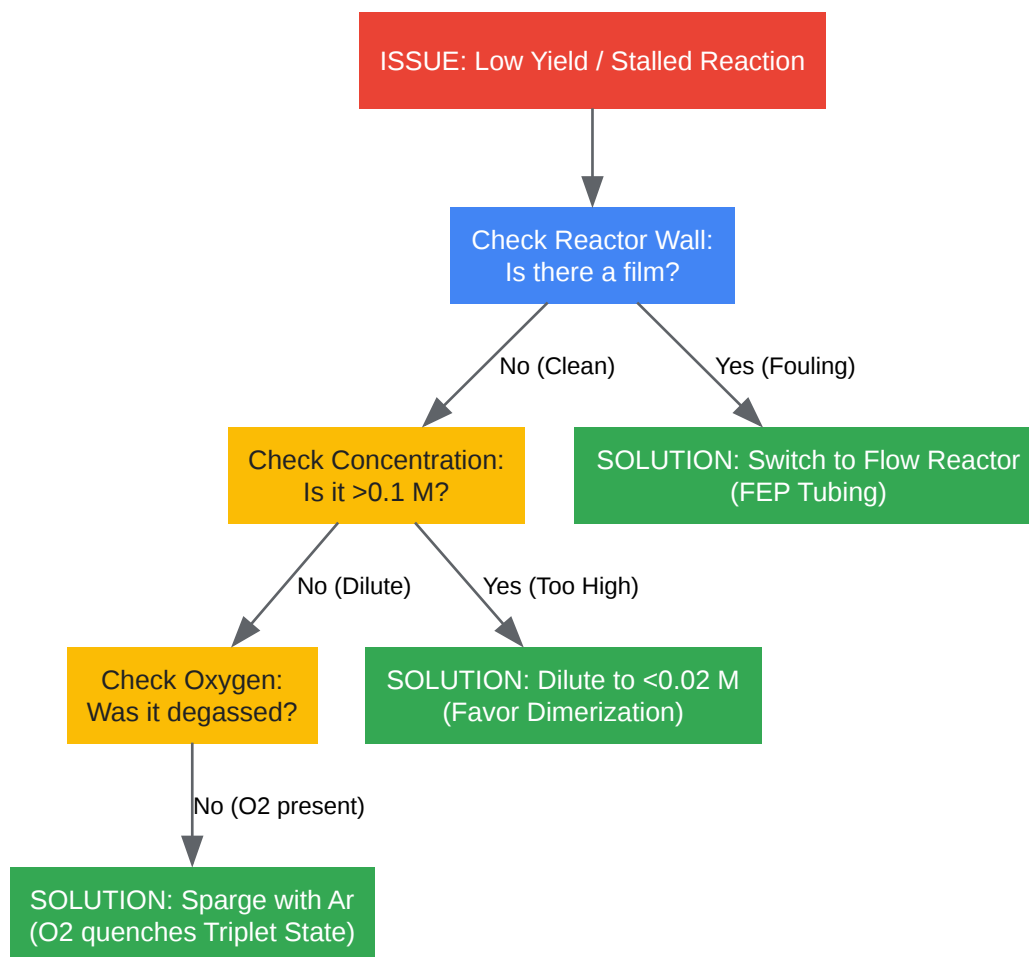 ISSUE: Low Yield / Stalled Reaction
Check Reactor Wall:
Is there a film?
No (Clean)
Yes (Fouling)
Check Concentration:
Is it >0.1 M?
SOLUTION: Switch to Flow Reactor
(FEP Tubing)
No (Dilute)
Yes (Too High)
Check Oxygen:
Was it degassed?
SOLUTION: Dilute to <0.02 M
(Favor Dimerization)
No (O2 present)
SOLUTION: Sparge with Ar
(O2 quenches Triplet State)